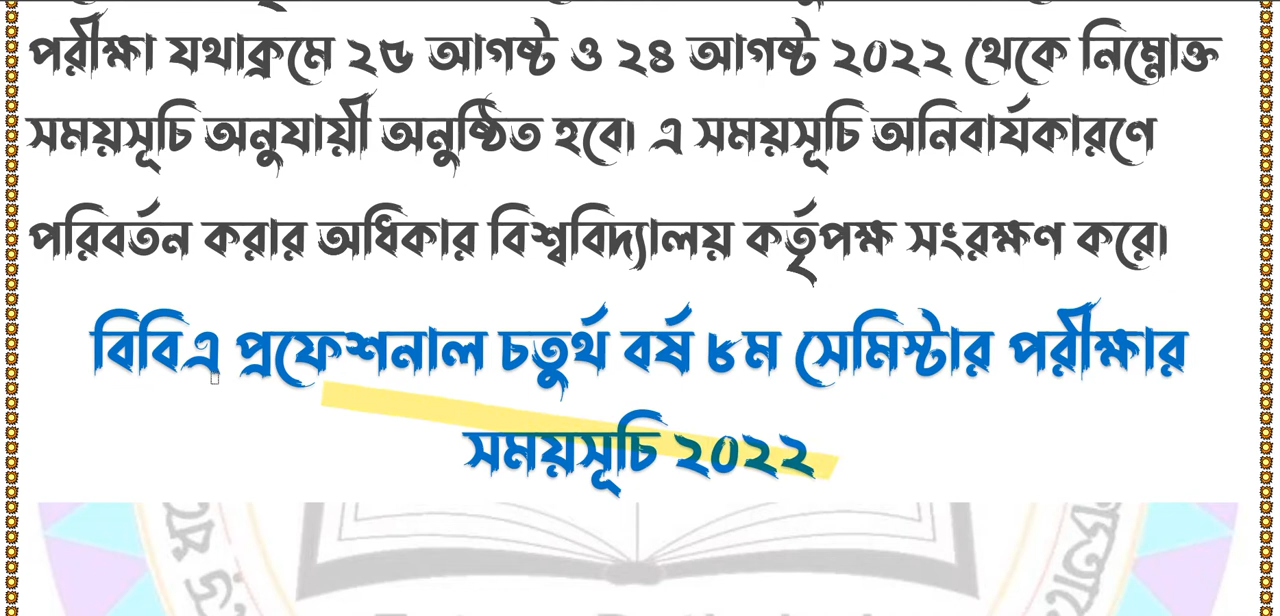 পরীক্ষা যথাক্রমে ২৫ আগষ্ট ও ২৪ আগষ্ট ২০২২ থেকে নিম্নোক্ত
সময়সূচি অনুযায়ী অনুষ্ঠিত হবে। এ সময়সূচি অনিবার্যকারণে
পরিবর্তন করার অধিকার বিশ্ববিদ্যালয় কর্তৃপক্ষ সংরক্ষণ করে।
বিবিএ প্রফেশনাল চতুর্থ বর্ষ ৮ম সেমিস্টার পরীক্ষার
সময়সূচি ২০২২